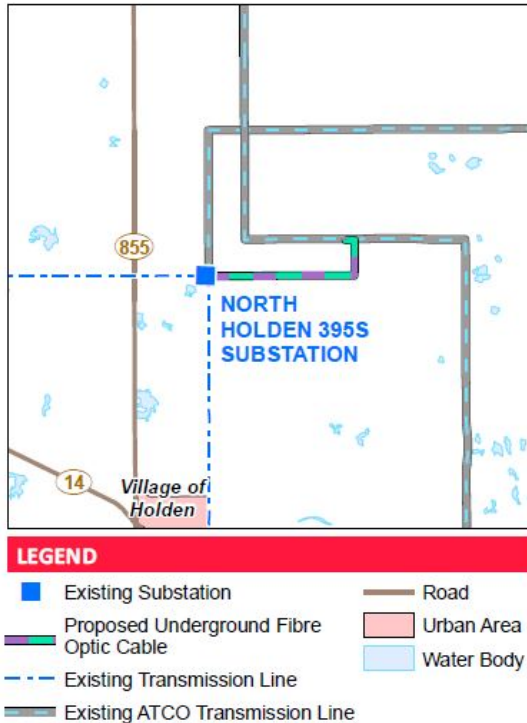 855
NORTH
HOLDEN 395S
SUBSTATION
14
Village of
Holden
LEGEND
Existing Substation
Proposed Underground Fibre
Optic Cable
Existing Transmission Line
Existing ATCO Transmission Line
Road
Urban Area
Water Body